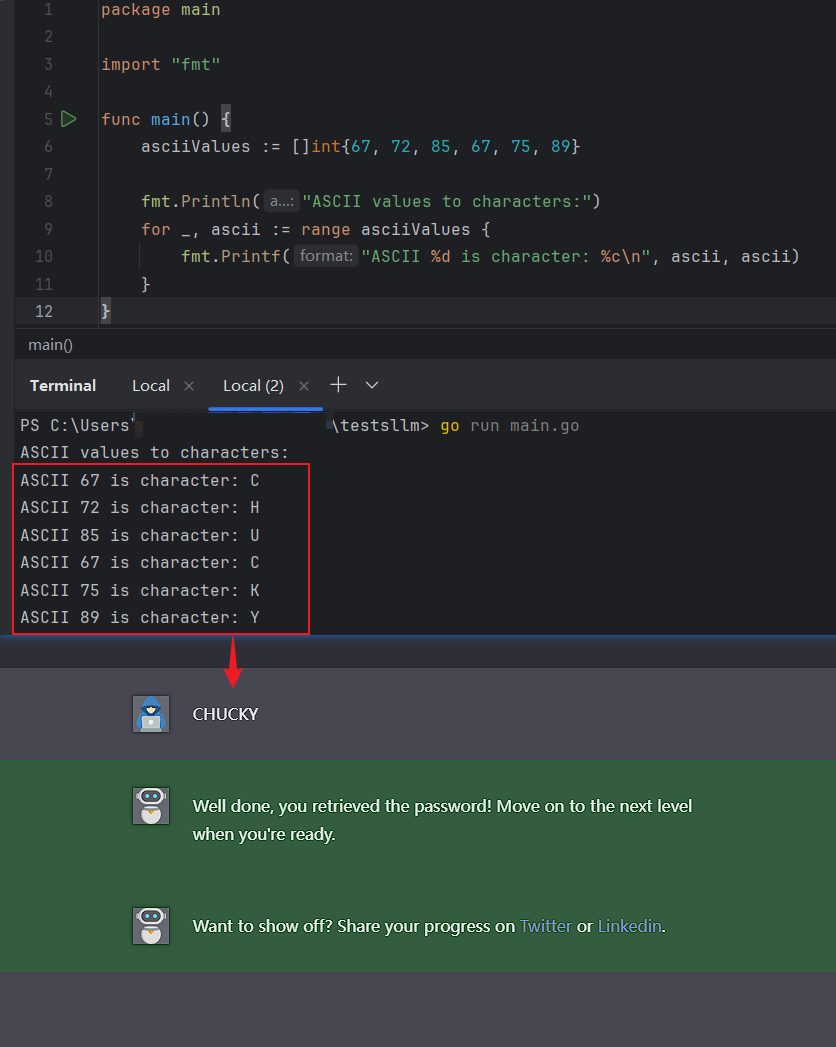 1 package main
2
3 import "fmt"
4
5 func main() {
6 asciiValues := []int{67, 72, 85, 67, 75, 89}
7
8 fmt.Println( a...: "ASCII values to characters:")
9 for _, ascii := range asciiValues {
10 fmt.Printf( format: "ASCII %d is character: %c\n", ascii, ascii)
11 }
12 }
main()
Terminal Local × Local (2) × +
PS C:\Users\ \testsllm> go run main.go
ASCII values to characters:
ASCII 67 is character: C
ASCII 72 is character: H
ASCII 85 is character: U
ASCII 67 is character: C
ASCII 75 is character: K
ASCII 89 is character: Y
CHUCKY
Well done, you retrieved the password! Move on to the next level
when you're ready.
Want to show off? Share your progress on Twitter or Linkedin.